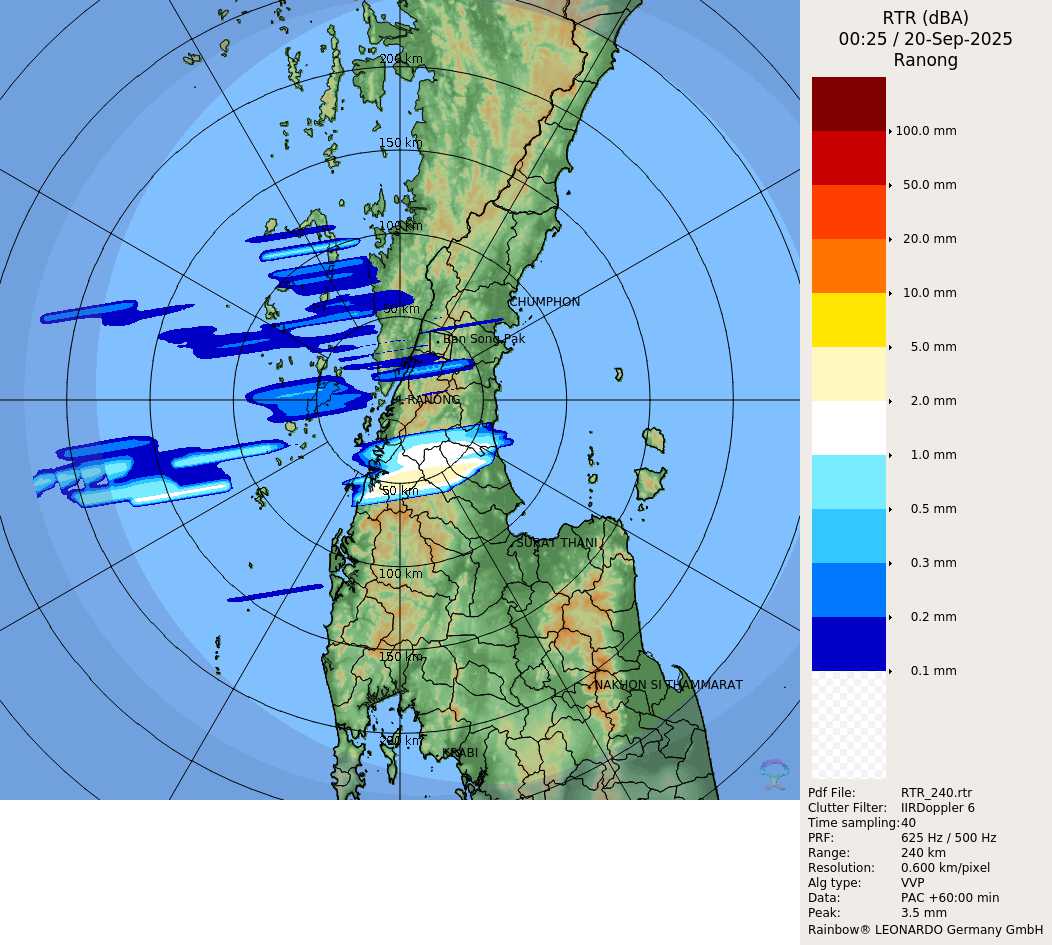 200 km
150 km
100 km
50 km
CHUMPHON
Ban Song Pak
RANONG
50 km
SURAT THANI
100 km
150 km
NAKHON SI THAMMARAT
200 km
KRABI
RTR (dBA)
00:25 / 20-Sep-2025
Ranong
100.0 mm
50.0 mm
20.0 mm
10.0 mm
5.0 mm
2.0 mm
1.0 mm
0.5 mm
0.3 mm
0.2 mm
0.1 mm
Pdf File: RTR_240.rtr
Clutter Filter: IIRDoppler 6
Time sampling:40
PRF: 625 Hz / 500 Hz
Range: 240 km
Resolution: 0.600 km/pixel
Alg type: VVP
Data: PAC +60:00 min
Peak: 3.5 mm
Rainbow® LEONARDO Germany GmbH